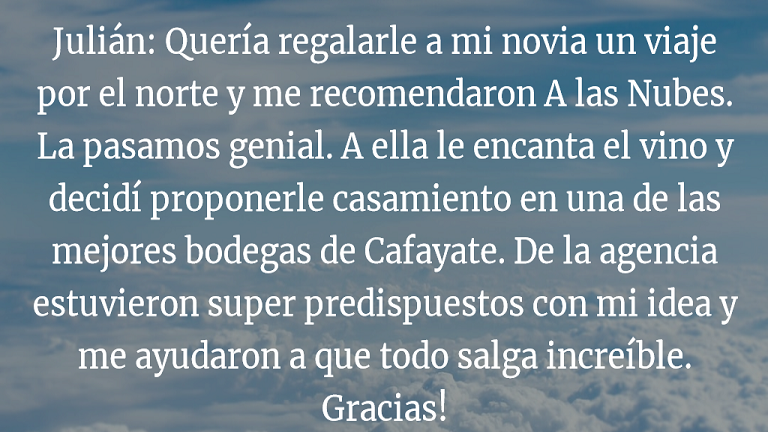 Julián: Quería regalarle a mi novia un viaje
por el norte y me recomendaron A las Nubes.
La pasamos genial. A ella le encanta el vino y
decidí proponerle casamiento en una de las
mejores bodegas de Cafayate. De la agencia
estuvieron super predispuestos con mi idea y
me ayudaron a que todo salga increíble.
Gracias!